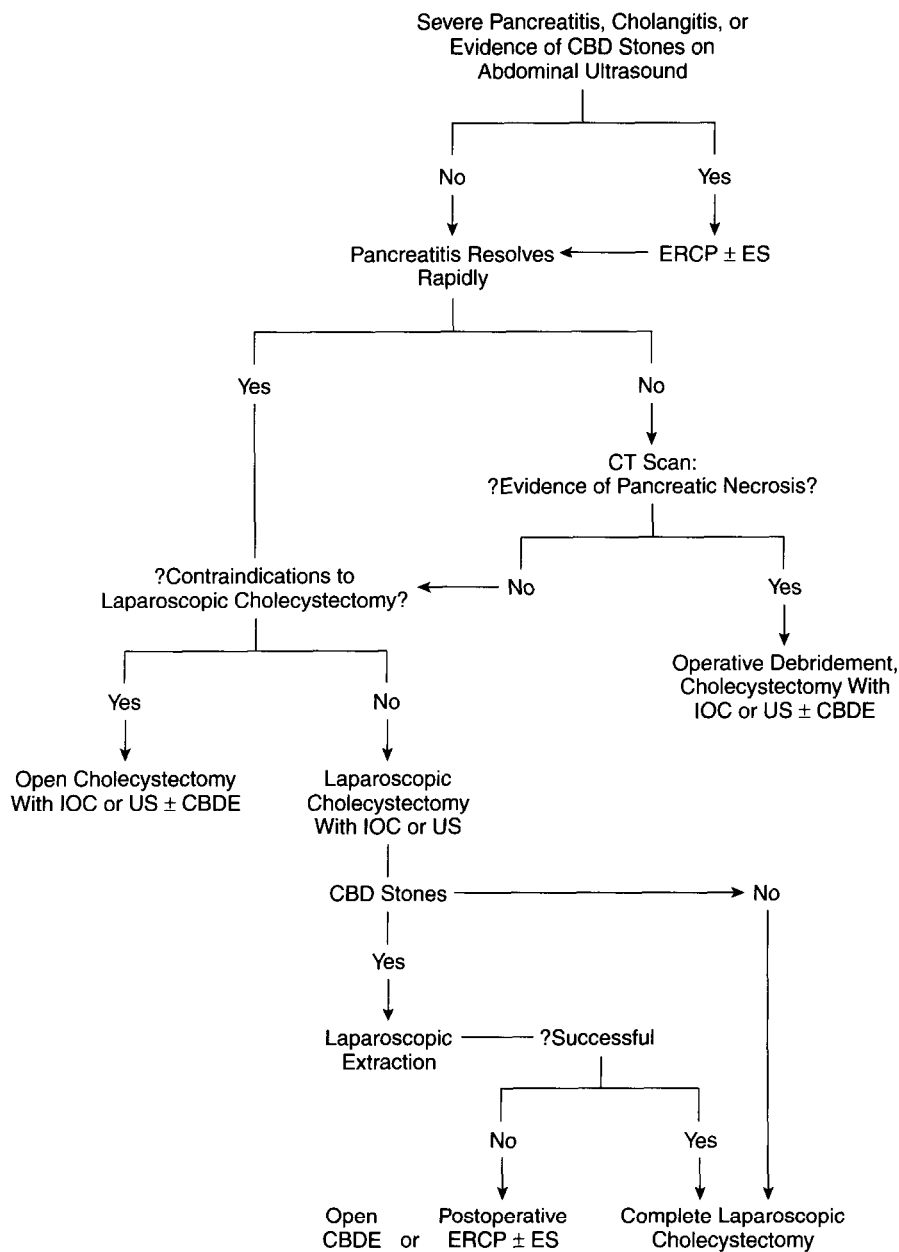 Severe Pancreatitis, Cholangitis, or
Evidence of CBD Stones on
Abdominal Ultrasound
No
Yes
Pancreatitis Resolves
Rapidly
ERCP ± ES
Yes
No
CT Scan:
?Evidence of Pancreatic Necrosis?
?Contraindications to
Laparoscopic Cholecystectomy?
No
Yes
Operative Debridement,
Cholecystectomy With
IOC or US ± CBDE
Yes
No
Open Cholecystectomy
With IOC or US ± CBDE
Laparoscopic
Cholecystectomy
With IOC or US
CBD Stones
No
Yes
Laparoscopic
Extraction
?Successful
No
Yes
Open
CBDE or
Postoperative
ERCP ± ES
Complete Laparoscopic
Cholecystectomy